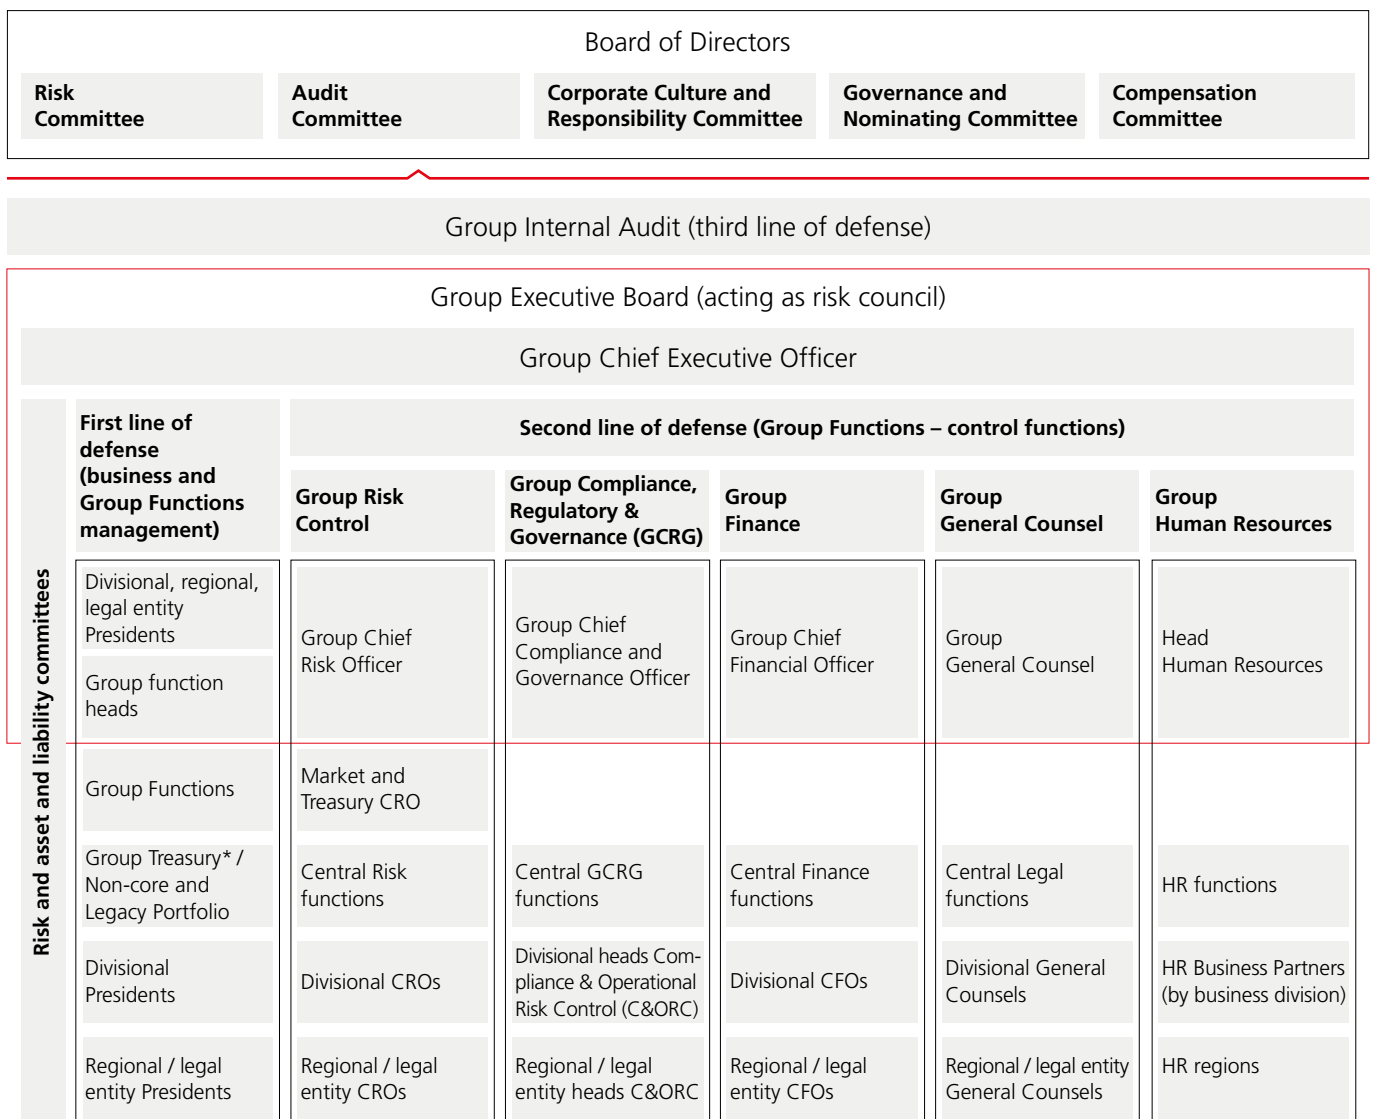 Board of Directors
Risk
Committee
Audit
Committee
Corporate Culture and
Responsibility Committee
Governance and
Nominating Committee
Compensation
Committee
Group Internal Audit (third line of defense)
Group Executive Board (acting as risk council)
Group Chief Executive Officer
Risk and asset and liability committees
First line of
defense
(business and
Group Functions
management)
Second line of defense (Group Functions – control functions)
Group Risk
Control
Group Compliance,
Regulatory &
Governance (GCRG)
Group
Finance
Group
General Counsel
Group
Human Resources
Divisional, regional,
legal entity
Presidents
Group function
heads
Group Chief
Risk Officer
Group Chief
Compliance and
Governance Officer
Group Chief
Financial Officer
Group
General Counsel
Head
Human Resources
Group Functions
Market and
Treasury CRO
Group Treasury* /
Non-core and
Legacy Portfolio
Central Risk
functions
Central GCRG
functions
Central Finance
functions
Central Legal
functions
HR functions
Divisional
Presidents
Divisional CROs
Divisional heads Com-
pliance & Operational
Risk Control (C&ORC)
Divisional CFOs
Divisional General
Counsels
HR Business Partners
(by business division)
Regional / legal
entity Presidents
Regional / legal
entity CROs
Regional / legal
entity heads C&ORC
Regional / legal
entity CFOs
Regional / legal entity
General Counsels
HR regions